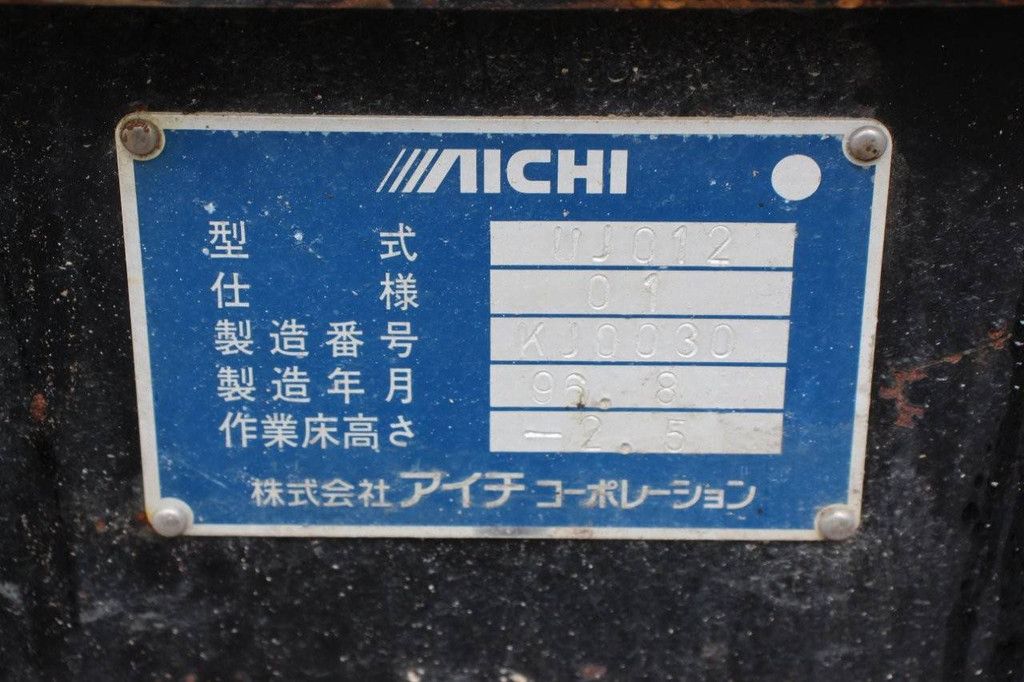 AICHI
型式 UJ012
仕様 01
製造番号 KJ0030
製造年月 96.8
作業床高さ -2.5
株式会社アイチコーポレーション